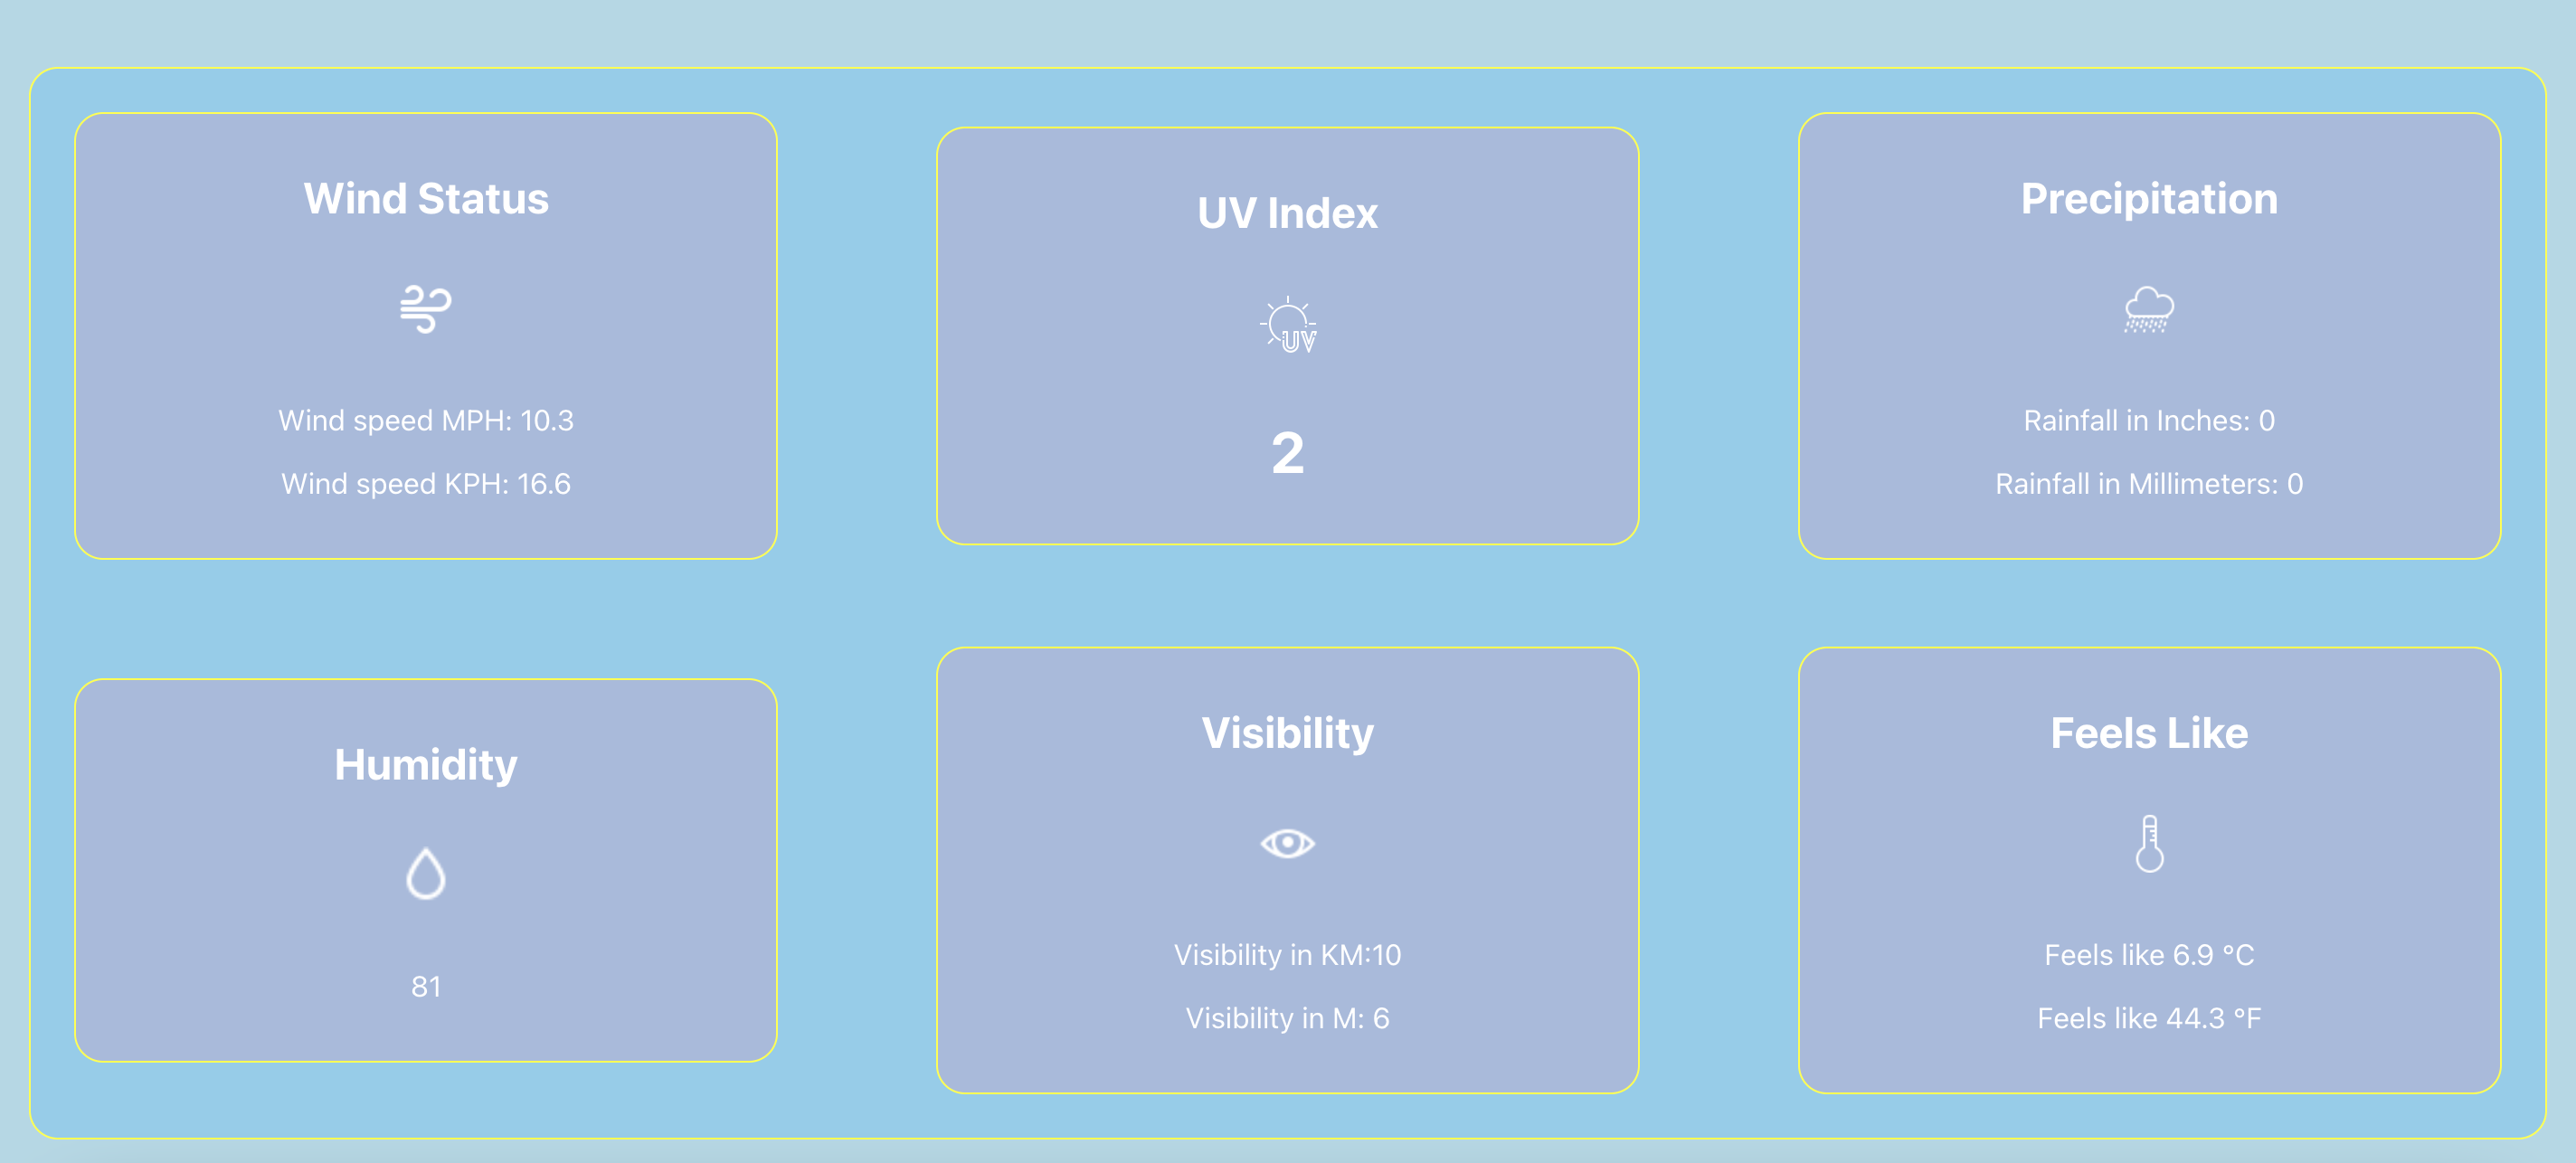 Wind Status
Wind speed MPH: 10.3
Wind speed KPH: 16.6
UV Index
UV
2
Precipitation
Rainfall in Inches: 0
Rainfall in Millimeters: 0
Humidity
81
Visibility
Visibility in KM:10
Visibility in M: 6
Feels Like
Feels like 6.9 °C
Feels like 44.3 °F